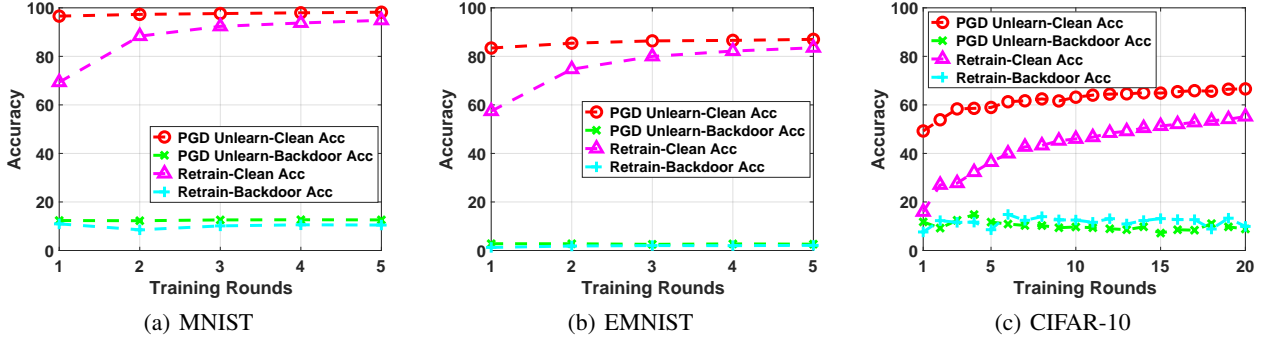 100
80
60
40
20
0
Accuracy
PGD Unlearn-Clean Acc
PGD Unlearn-Backdoor Acc
Retrain-Clean Acc
Retrain-Backdoor Acc
1 2 3 4 5
Training Rounds
(a) MNIST
100
80
60
40
20
0
Accuracy
PGD Unlearn-Clean Acc
PGD Unlearn-Backdoor Acc
Retrain-Clean Acc
Retrain-Backdoor Acc
1 2 3 4 5
Training Rounds
(b) EMNIST
100
80
60
40
20
0
Accuracy
PGD Unlearn-Clean Acc
PGD Unlearn-Backdoor Acc
Retrain-Clean Acc
Retrain-Backdoor Acc
1 5 10 15 20
Training Rounds
(c) CIFAR-10